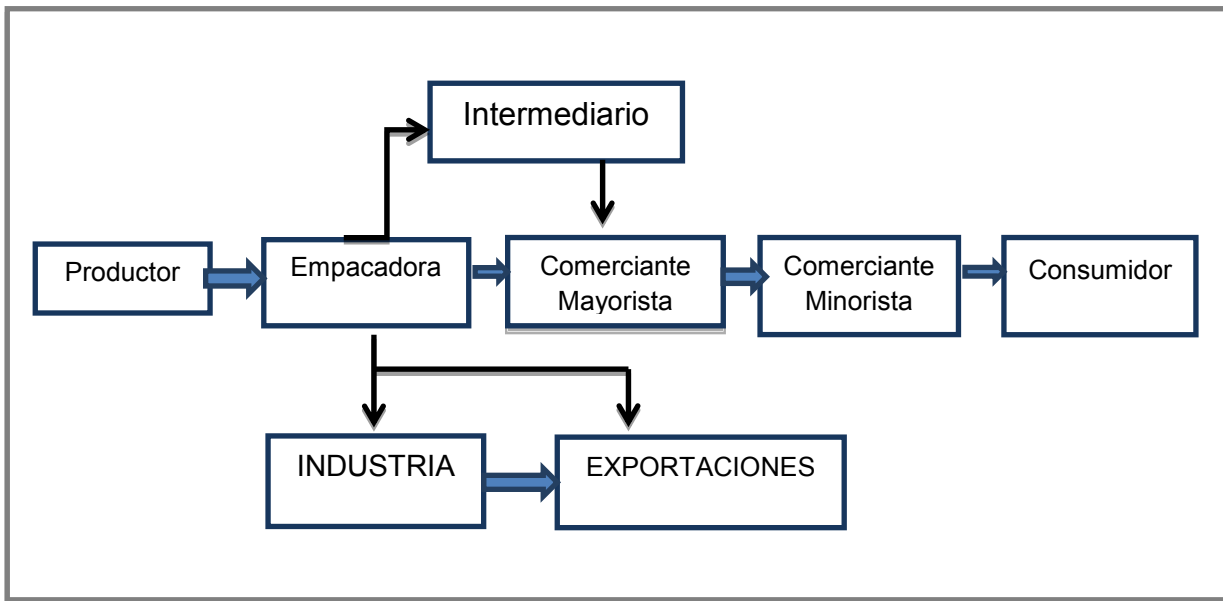 Intermediario
Productor
Empacadora
Comerciante
Mayorista
Comerciante
Minorista
Consumidor
INDUSTRIA
EXPORTACIONES